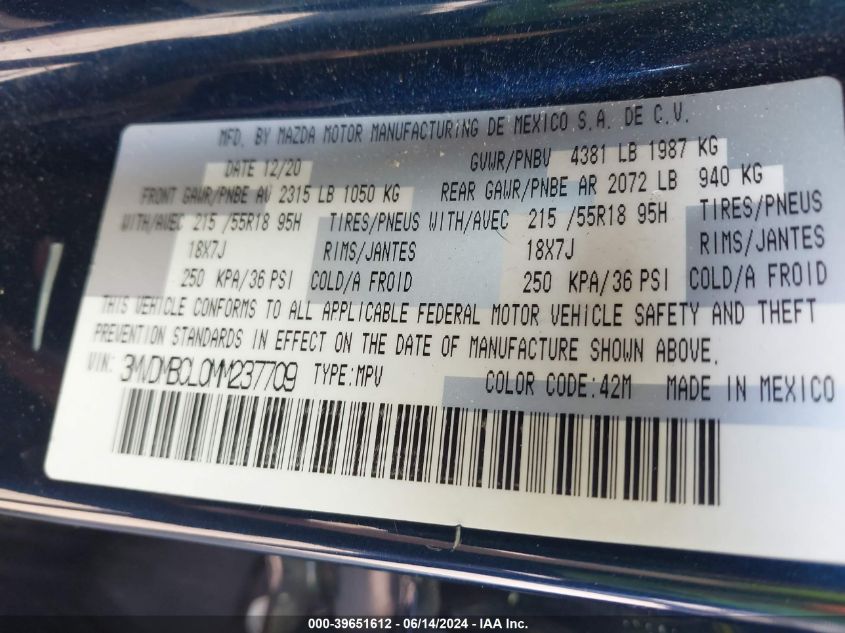 MFD. BY MAZDA MOTOR MANUFACTURING DE MEXICO S.A. DE C.V.
DATE 12/20 GVWR/PNBV 4381 LB 1987 KG
FRONT GAWR/PNBE AV 2315 LB 1050 KG REAR GAWR/PNBE AR 2072 LB 940 KG
WITH/AVEC 215 /55R18 95H TIRES/PNEUS WITH/AVEC 215 /55R18 95H TIRES/PNEUS
18X7J RIMS/JANTES 18X7J RIMS/JANTES
250 KPA/36 PSI COLD/A FROID 250 KPA/36 PSI COLD/A FROID
THIS VEHICLE CONFORMS TO ALL APPLICABLE FEDERAL MOTOR VEHICLE SAFETY AND THEFT
PREVENTION STANDARDS IN EFFECT ON THE DATE OF MANUFACTURE SHOWN ABOVE.
VIN: 3MVDMBCL0MM237709 TYPE:MPV COLOR CODE:42M MADE IN MEXICO
000-39651612 - 06/14/2024 - IAA Inc.